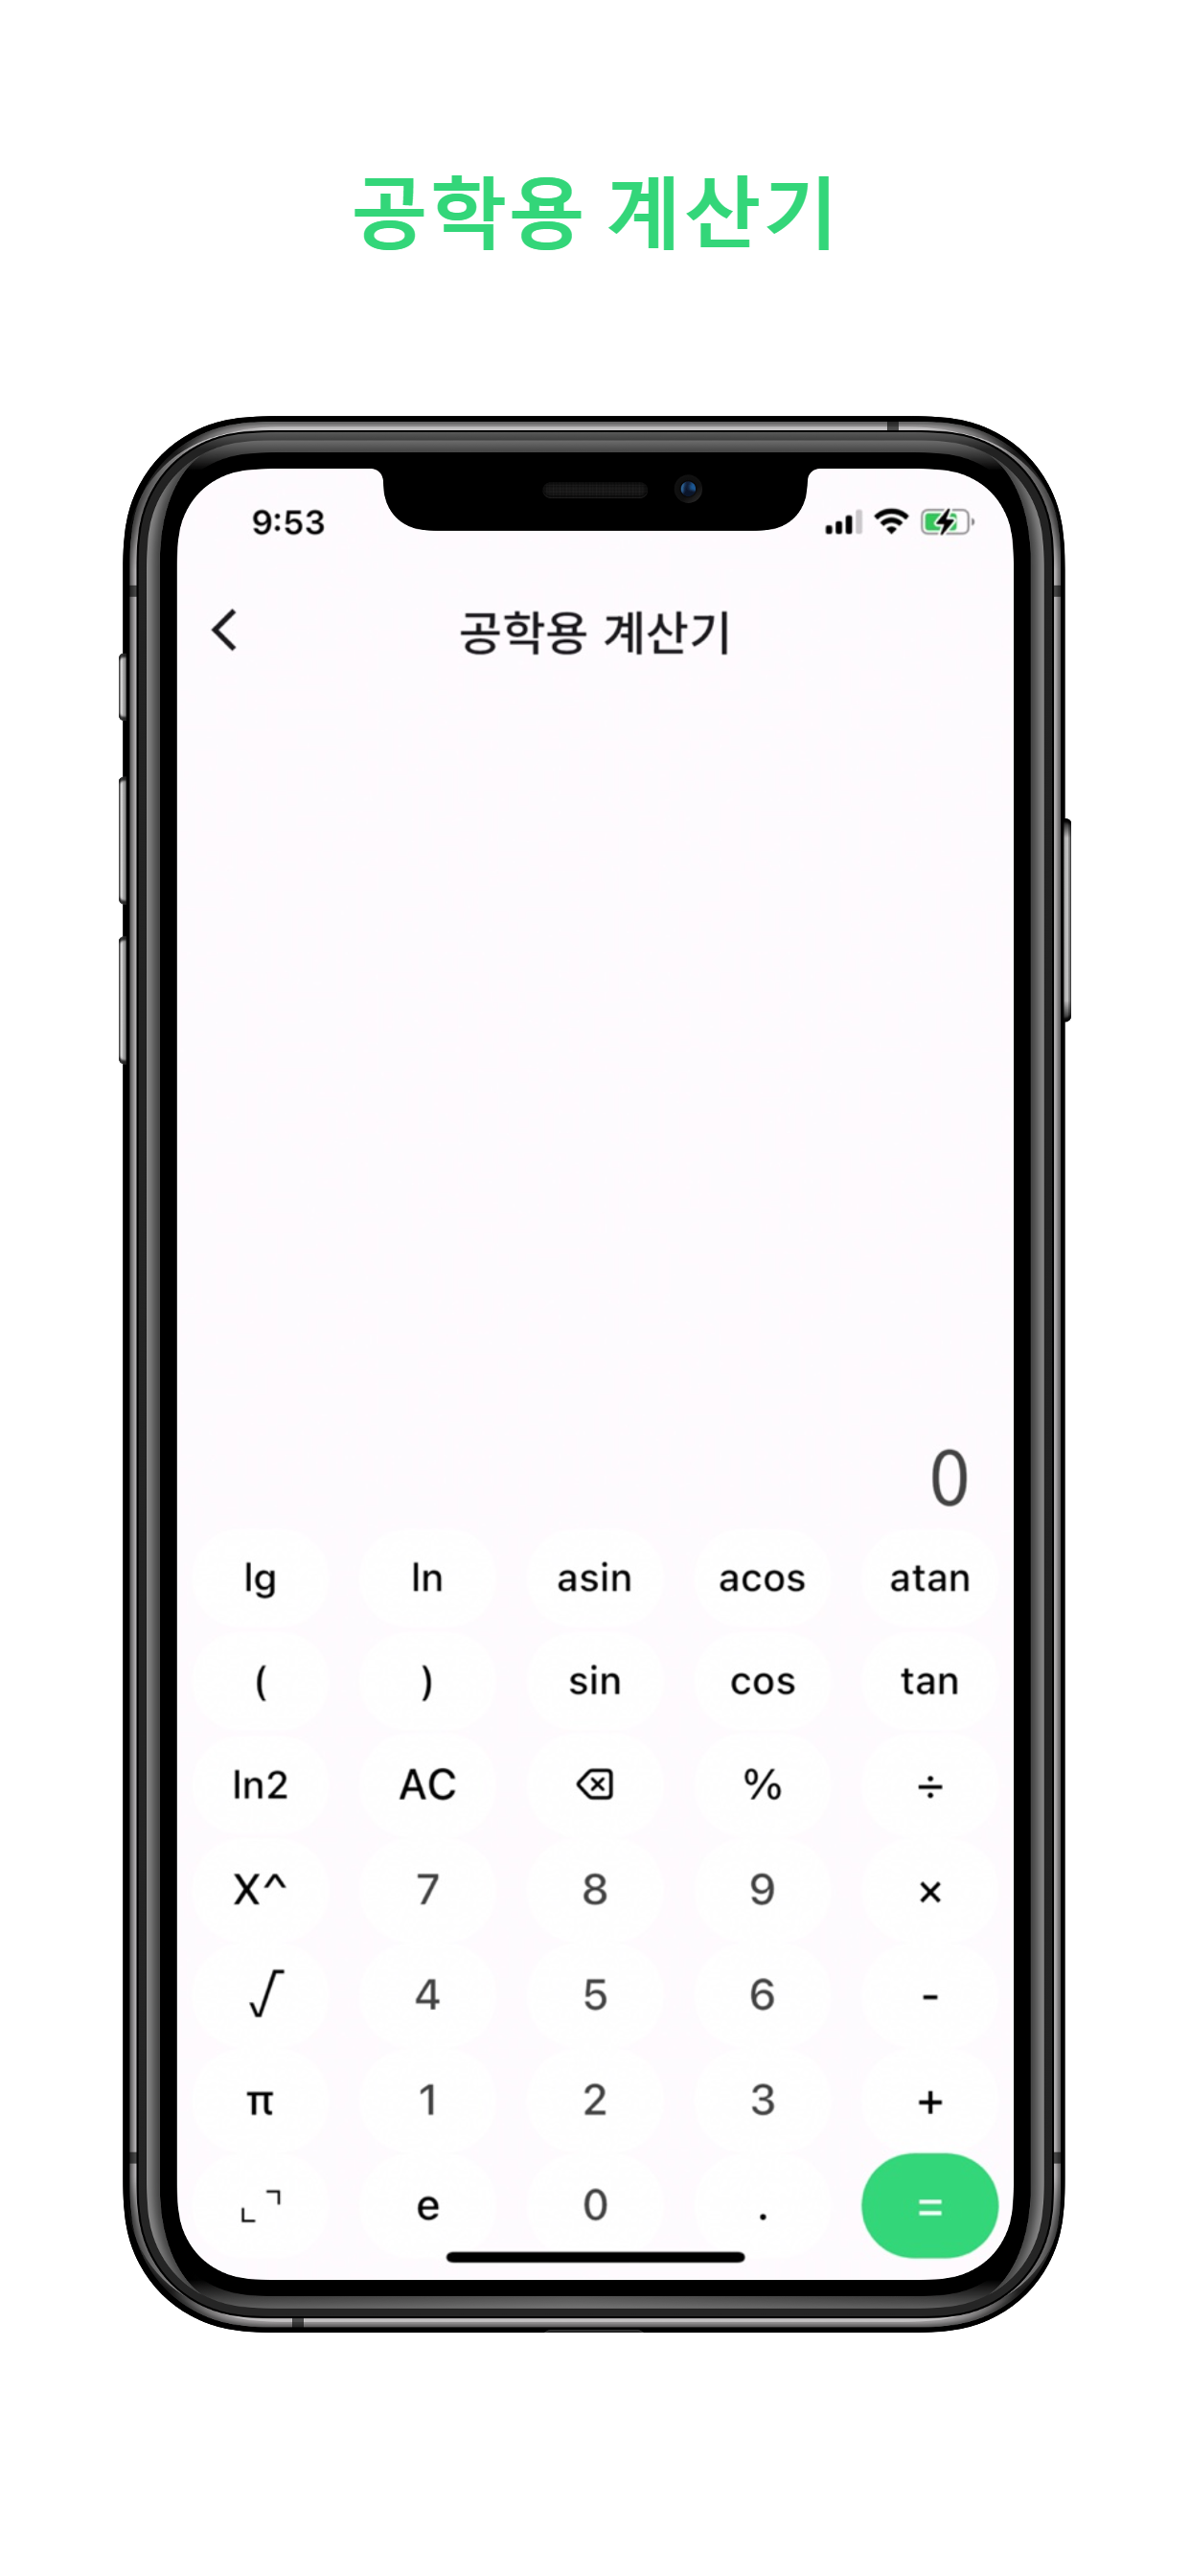 공학용 계산기
9:53
공학용 계산기
0
lg ln asin acos atan
( ) sin cos tan
ln2 AC % ÷
X^ 7 8 9 ×
√ 4 5 6 -
π 1 2 3 +
e 0 . =